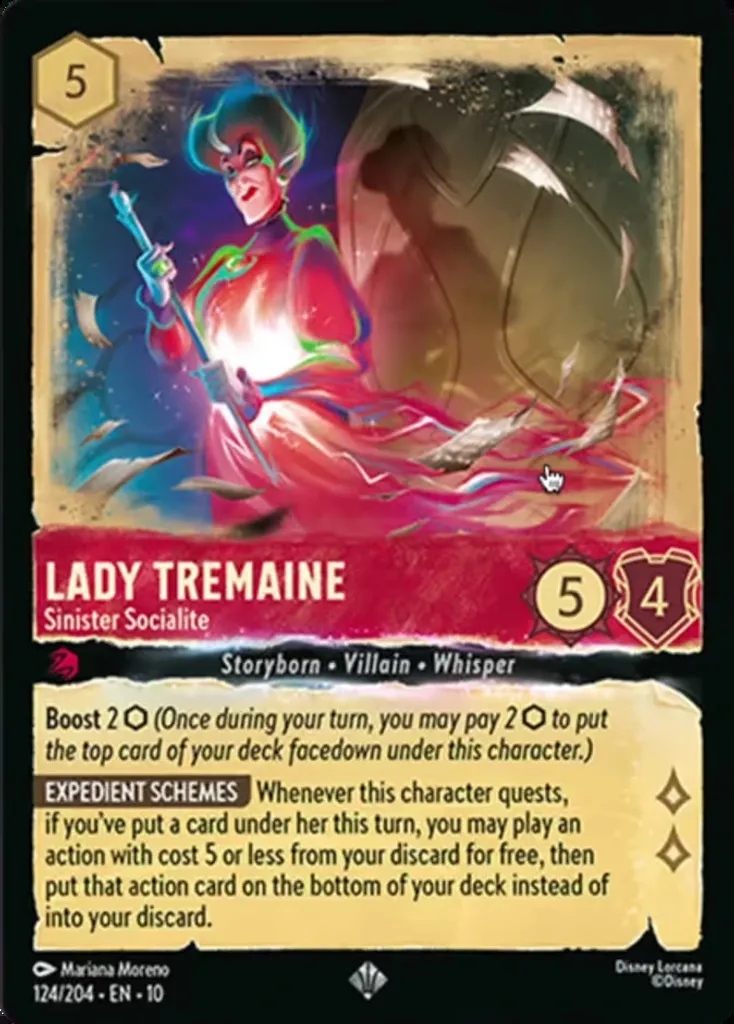 5
LADY TREMAINE
Sinister Socialite
5
4
Storyborn • Villain • Whisper
Boost 2 ⬡ (Once during your turn, you may pay 2 ⬡ to put
the top card of your deck facedown under this character.)
EXPEDIENT SCHEMES Whenever this character quests,
if you've put a card under her this turn, you may play an
action with cost 5 or less from your discard for free, then
put that action card on the bottom of your deck instead of
into your discard.
Mariana Moreno
124/204 • EN • 10
Disney Lorcana
©Disney